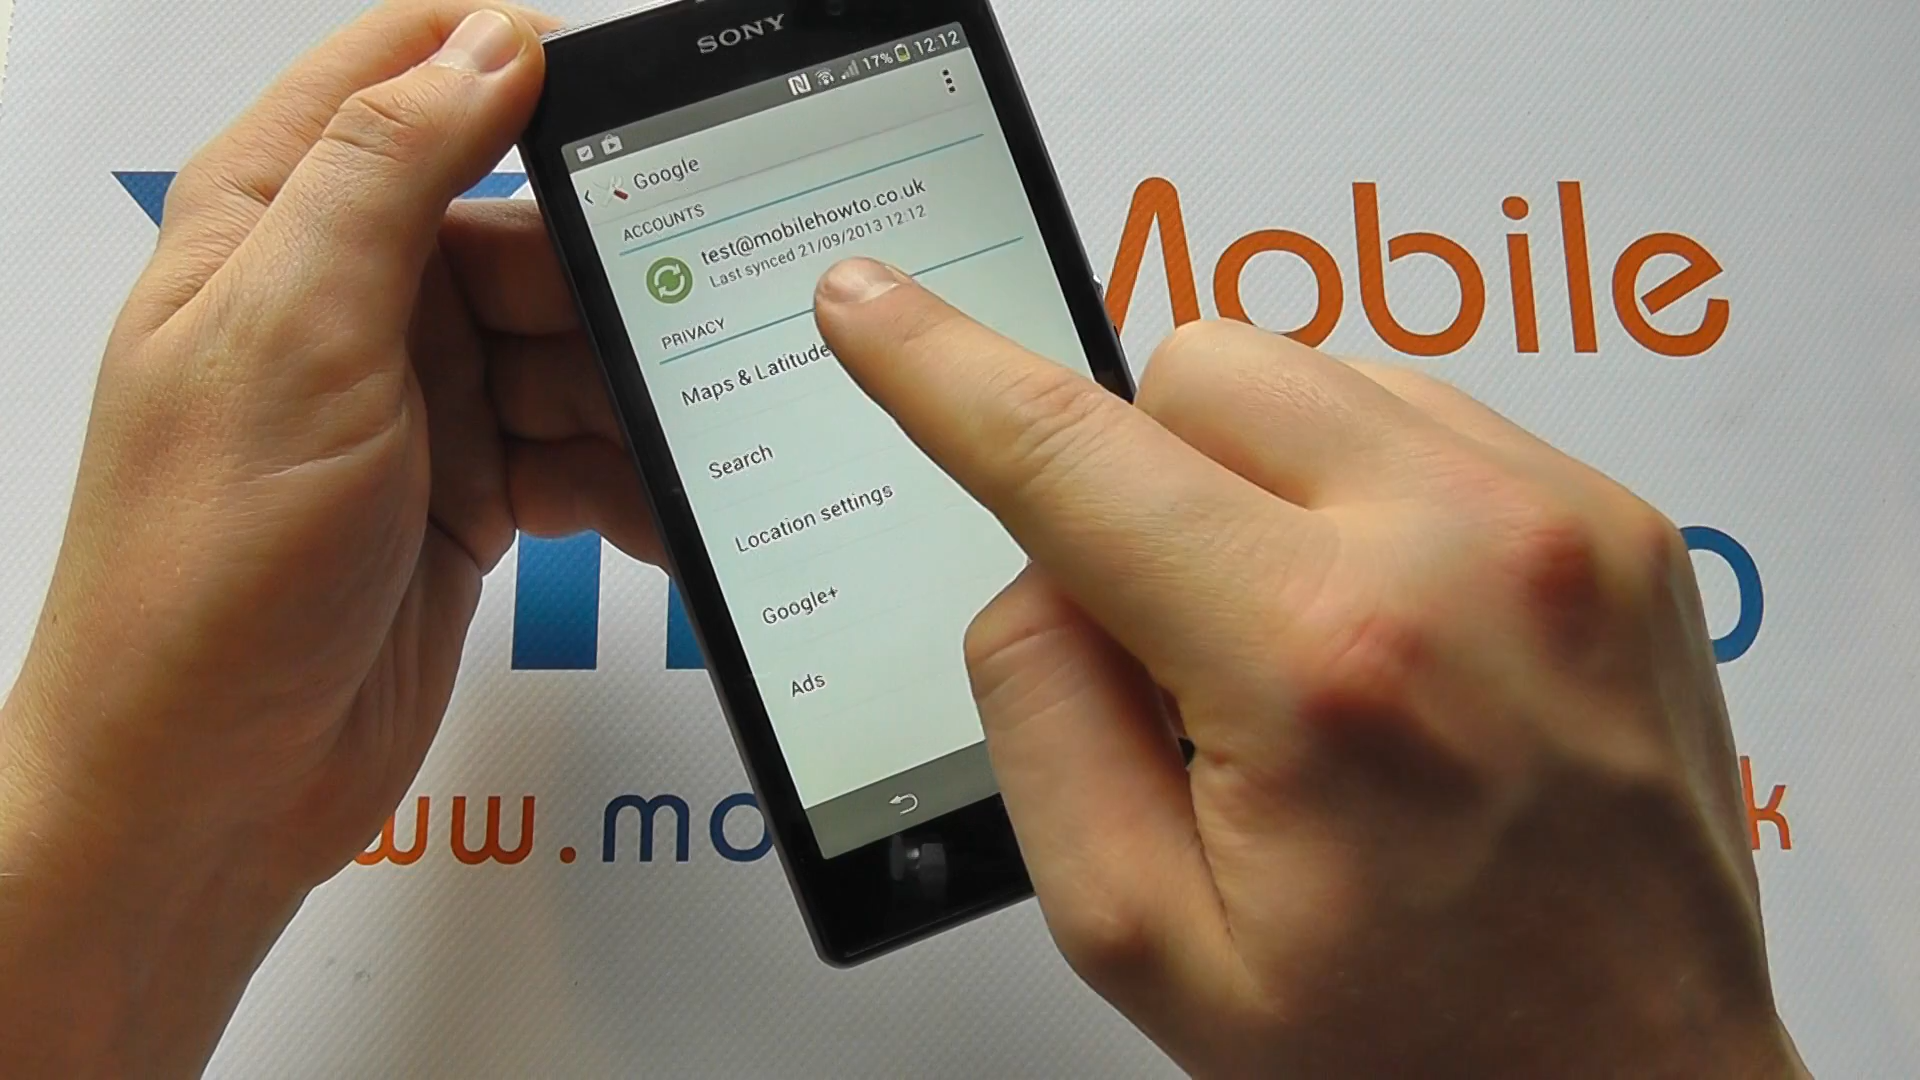 SONY
17% 12:12
Google
ACCOUNTS
test@mobilehowto.co.uk
Last synced 21/09/2013 12:12
PRIVACY
Maps & Latitude
Search
Location settings
Google+
Ads
Mobile
ww.mo
k